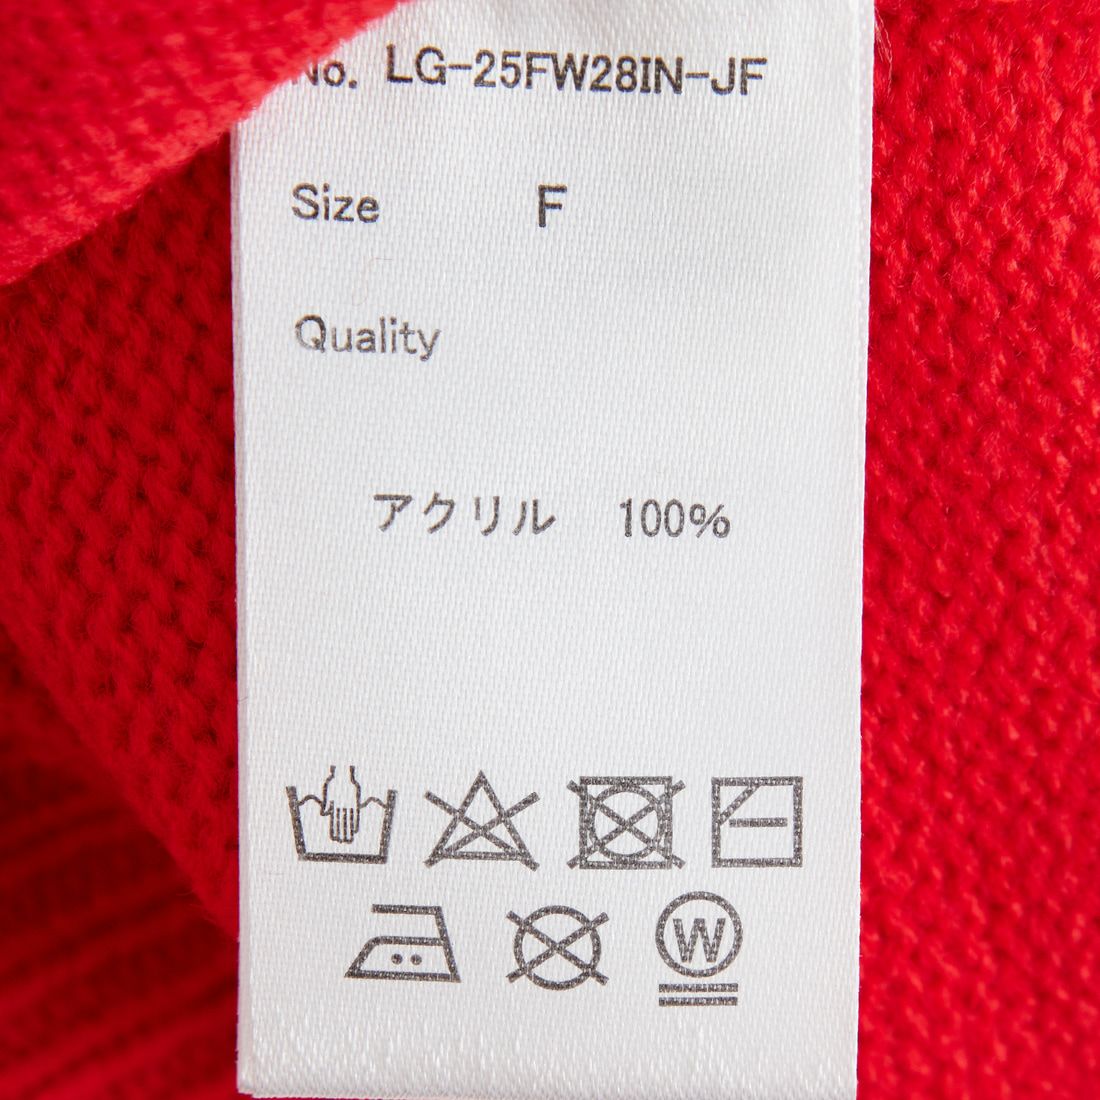 No. LG-25FW28IN-JF
Size F
Quality
アクリル 100%
W